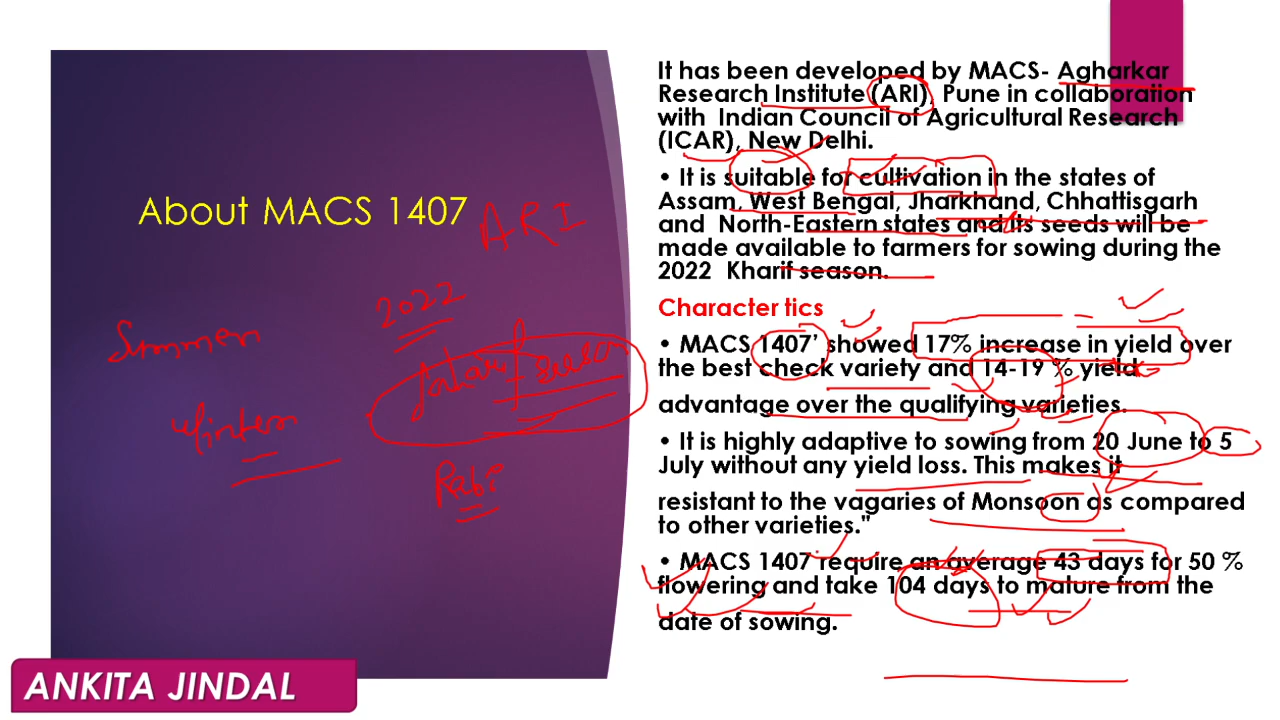 About MACS 1407
ARI
2022
Summer
Winter
Rabi
It has been developed by MACS- Agharkar
Research Institute (ARI), Pune in collaboratiion
with Indian Council of Agricultural Research
(ICAR), New Delhi.
• It is suitable for cultivation in the states of
Assam, West Bengal, Jharkhand, Chhattisgarh
and North-Eastern states and its seeds will be
made available to farmers for sowing during the
2022 Kharif season.
Character tics
• MACS 1407' showed 17% increase in yield over
the best check variety and 14-19 % yield
advantage over the qualifying varieties.
• It is highly adaptive to sowing from 20 June to 5
July without any yield loss. This makes it
resistant to the vagaries of Monsoon as compared
to other varieties."
• MACS 1407 require an average 43 days for 50 %
flowering and take 104 days to mature from the
date of sowing.
ANKITA JINDAL